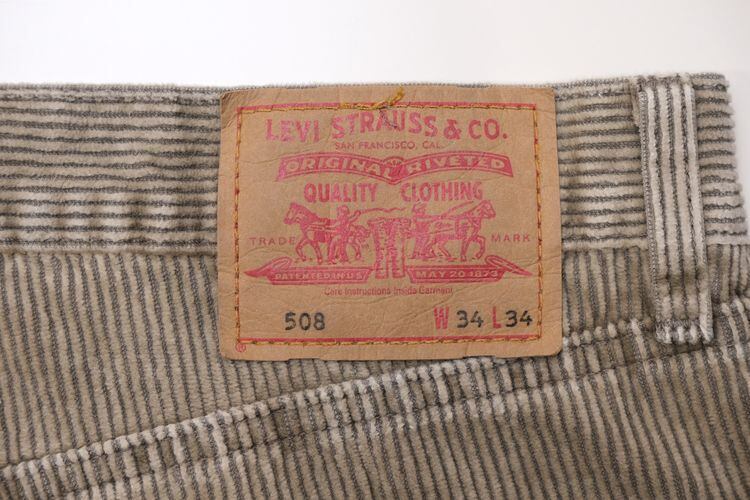 LEVI STRAUSS & CO.
SAN FRANCISCO, CAL.
ORIGINAL RIVETED
QUALITY CLOTHING
TRADE MARK
PATENTED IN U.S. MAY 20 1873
Care Instructions Inside Garment
508 W 34 L 34
®